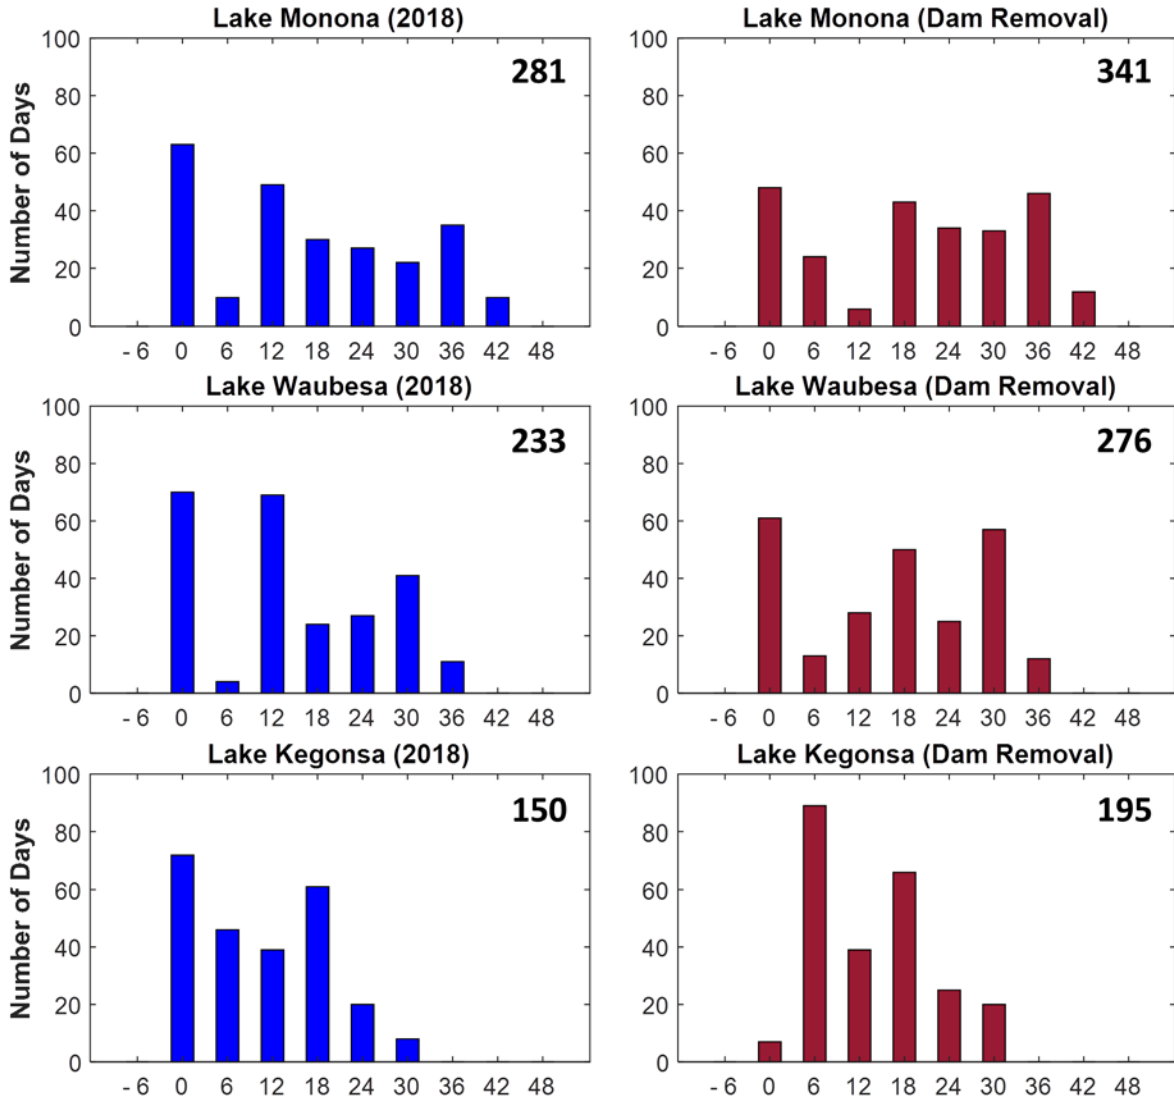 Lake Monona (2018)
Lake Monona (Dam Removal)
Number of Days
100
80
60
40
20
0
281
- 6 0 6 12 18 24 30 36 42 48
100
80
60
40
20
0
341
- 6 0 6 12 18 24 30 36 42 48
Lake Waubesa (2018)
Lake Waubesa (Dam Removal)
Number of Days
100
80
60
40
20
0
233
- 6 0 6 12 18 24 30 36 42 48
100
80
60
40
20
0
276
- 6 0 6 12 18 24 30 36 42 48
Lake Kegonsa (2018)
Lake Kegonsa (Dam Removal)
Number of Days
100
80
60
40
20
0
150
- 6 0 6 12 18 24 30 36 42 48
100
80
60
40
20
0
195
- 6 0 6 12 18 24 30 36 42 48